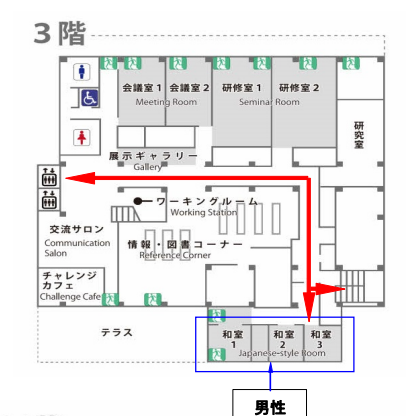 3階
会議室1 会議室2 研修室1 研修室2
Meeting Room Seminar Room
研究室
展示ギャラリー
Gallery
ワーキングルーム
Working Station
交流サロン
Communication
Salon
情報・図書コーナー
Reference Corner
チャレンジ
カフェ
Challenge Cafe
テラス
和室
1
和室
2
和室
3
Japanese-style Room
男性